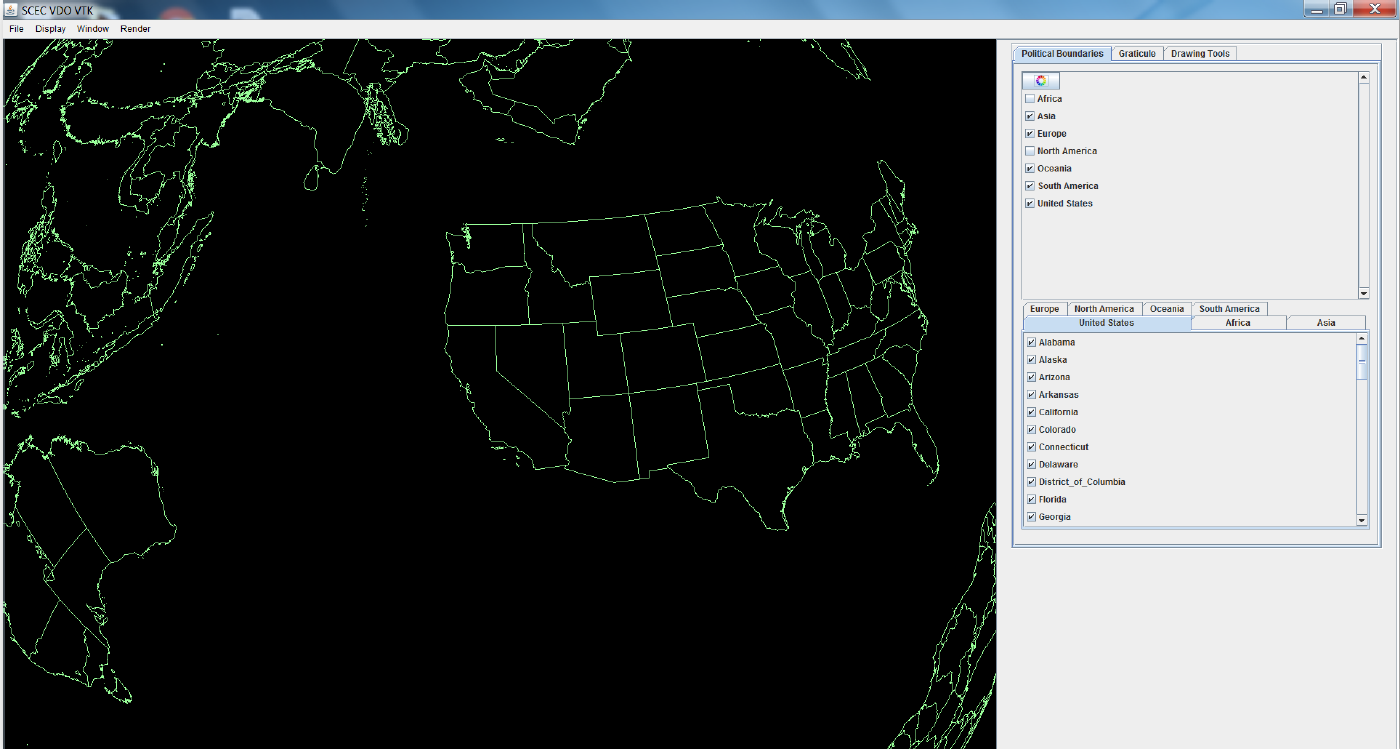 SCEC VDO VTK
File Display Window Render
Political Boundaries Graticule Drawing Tools
Africa
Asia
Europe
North America
Oceania
South America
United States
Europe North America Oceania South America
United States Africa Asia
Alabama
Alaska
Arizona
Arkansas
California
Colorado
Connecticut
Delaware
District_of_Columbia
Florida
Georgia